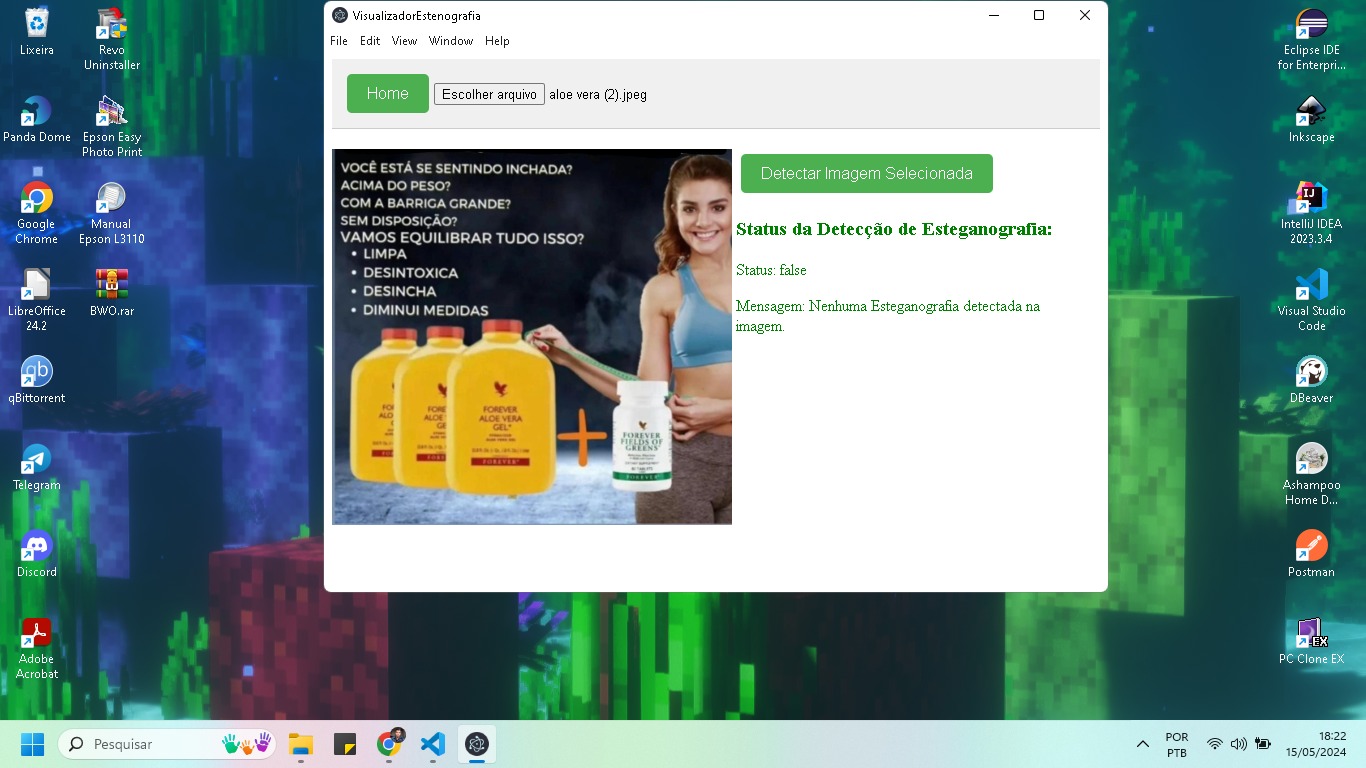 VisualizadorEstenografia
File Edit View Window Help
Home
Escolher arquivo aloe vera (2).jpeg
VOCÊ ESTÁ SE SENTINDO INCHADA?
ACIMA DO PESO?
COM A BARRIGA GRANDE?
SEM DISPOSIÇÃO?
VAMOS EQUILIBRAR TUDO ISSO?
• LIMPA
• DESINTOXICA
• DESINCHA
• DIMINUI MEDIDAS
FOREVER
ALOE VERA
GEL
FOREVER
+
FOREVER
FIELDS OF
GREENS
FOREVER
Detectar Imagem Selecionada
Status da Detecção de Esteganografia:
Status: false
Mensagem: Nenhuma Esteganografia detectada na
imagem.
Lixeira
Revo
Uninstaller
Panda Dome
Epson Easy
Photo Print
Google
Chrome
Manual
Epson L3110
LibreOffice
24.2
BWO.rar
qBittorrent
Telegram
Discord
Adobe
Acrobat
Eclipse IDE
for Enterpri...
Inkscape
IntelliJ IDEA
2023.3.4
Visual Studio
Code
DBeaver
Ashampoo
Home D...
Postman
PC Clone EX
Pesquisar
POR
PTB
18:22
15/05/2024